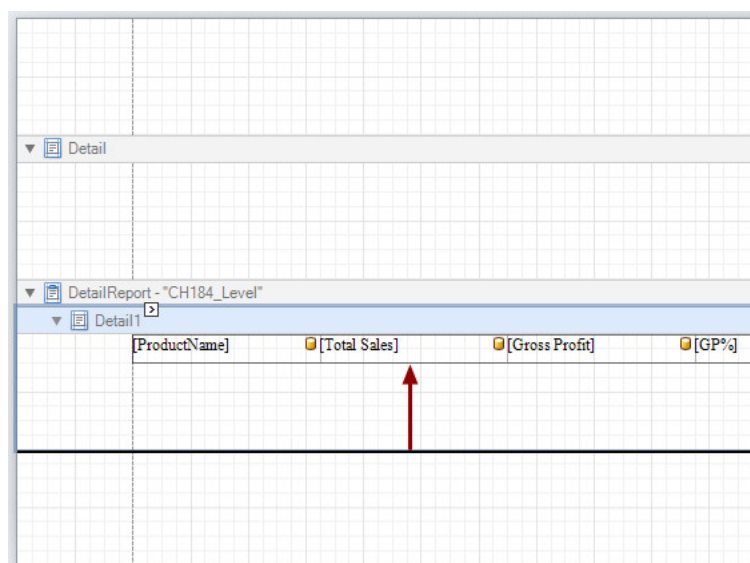 Detail
DetailReport - "CH184_Level"
Detail1
[ProductName] [Total Sales] [Gross Profit] [GP%]